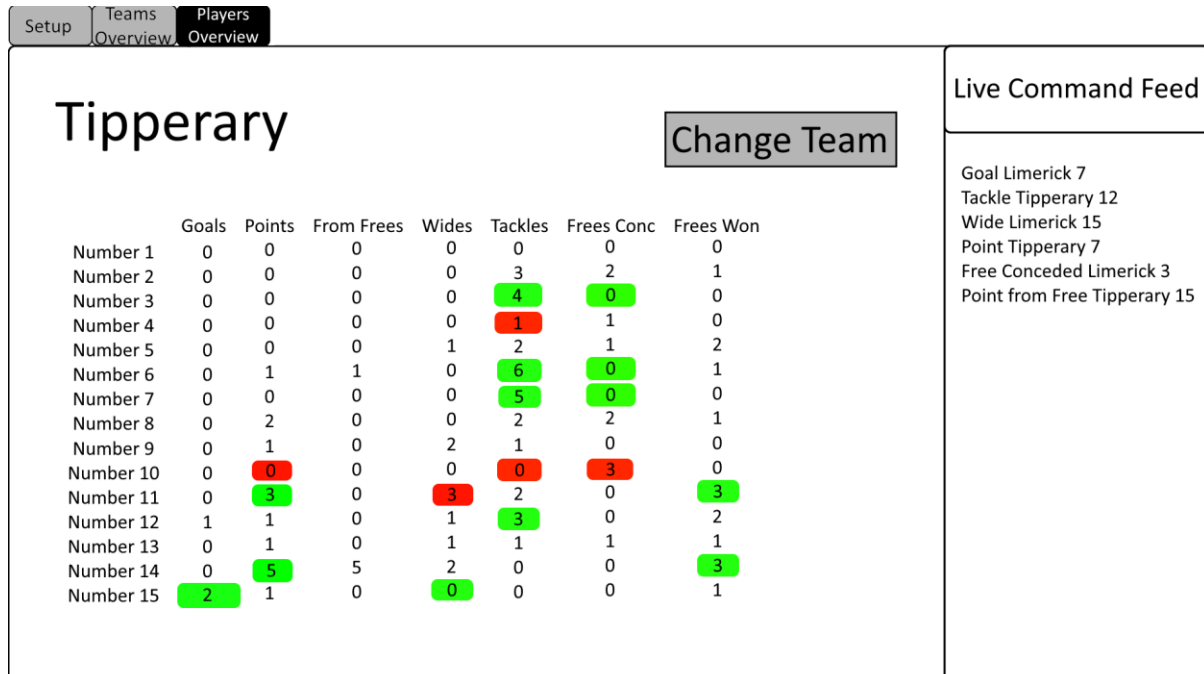 Setup
Teams
Overview
Players
Overview
Tipperary
Change Team
Live Command Feed
Goal Limerick 7
Tackle Tipperary 12
Wide Limerick 15
Point Tipperary 7
Free Conceded Limerick 3
Point from Free Tipperary 15
Goals Points From Frees Wides Tackles Frees Conc Frees Won
Number 1 0 0 0 0 0 0 0
Number 2 0 0 0 0 3 2 1
Number 3 0 0 0 0 4 0 0
Number 4 0 0 0 0 1 1 0
Number 5 0 0 0 1 2 1 2
Number 6 0 1 1 0 6 0 1
Number 7 0 0 0 0 5 0 0
Number 8 0 2 0 0 2 2 1
Number 9 0 1 0 2 1 0 0
Number 10 0 0 0 0 0 3 0
Number 11 0 3 0 3 2 0 3
Number 12 1 1 0 1 3 0 2
Number 13 0 1 0 1 1 1 1
Number 14 0 5 5 2 0 0 3
Number 15 2 1 0 0 0 0 1